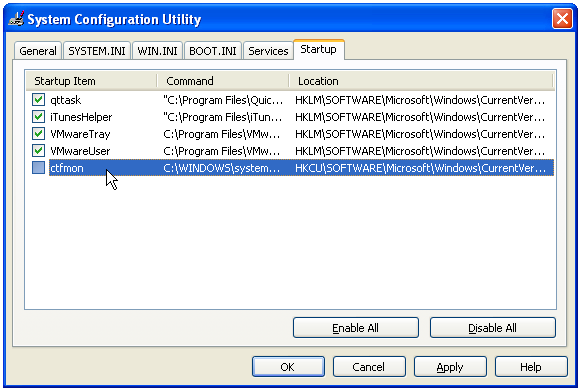 System Configuration Utility
General SYSTEM.INI WIN.INI BOOT.INI Services Startup
Startup Item Command Location
qttask "C:\Program Files\Quic... HKLM\SOFTWARE\Microsoft\Windows\CurrentVer...
iTunesHelper "C:\Program Files\iTun... HKLM\SOFTWARE\Microsoft\Windows\CurrentVer...
VMwareTray C:\Program Files\VMw... HKLM\SOFTWARE\Microsoft\Windows\CurrentVer...
VMwareUser C:\Program Files\VMw... HKLM\SOFTWARE\Microsoft\Windows\CurrentVer...
ctfmon C:\WINDOWS\system... HKCU\SOFTWARE\Microsoft\Windows\CurrentVer...
Enable All Disable All
OK Cancel Apply Help